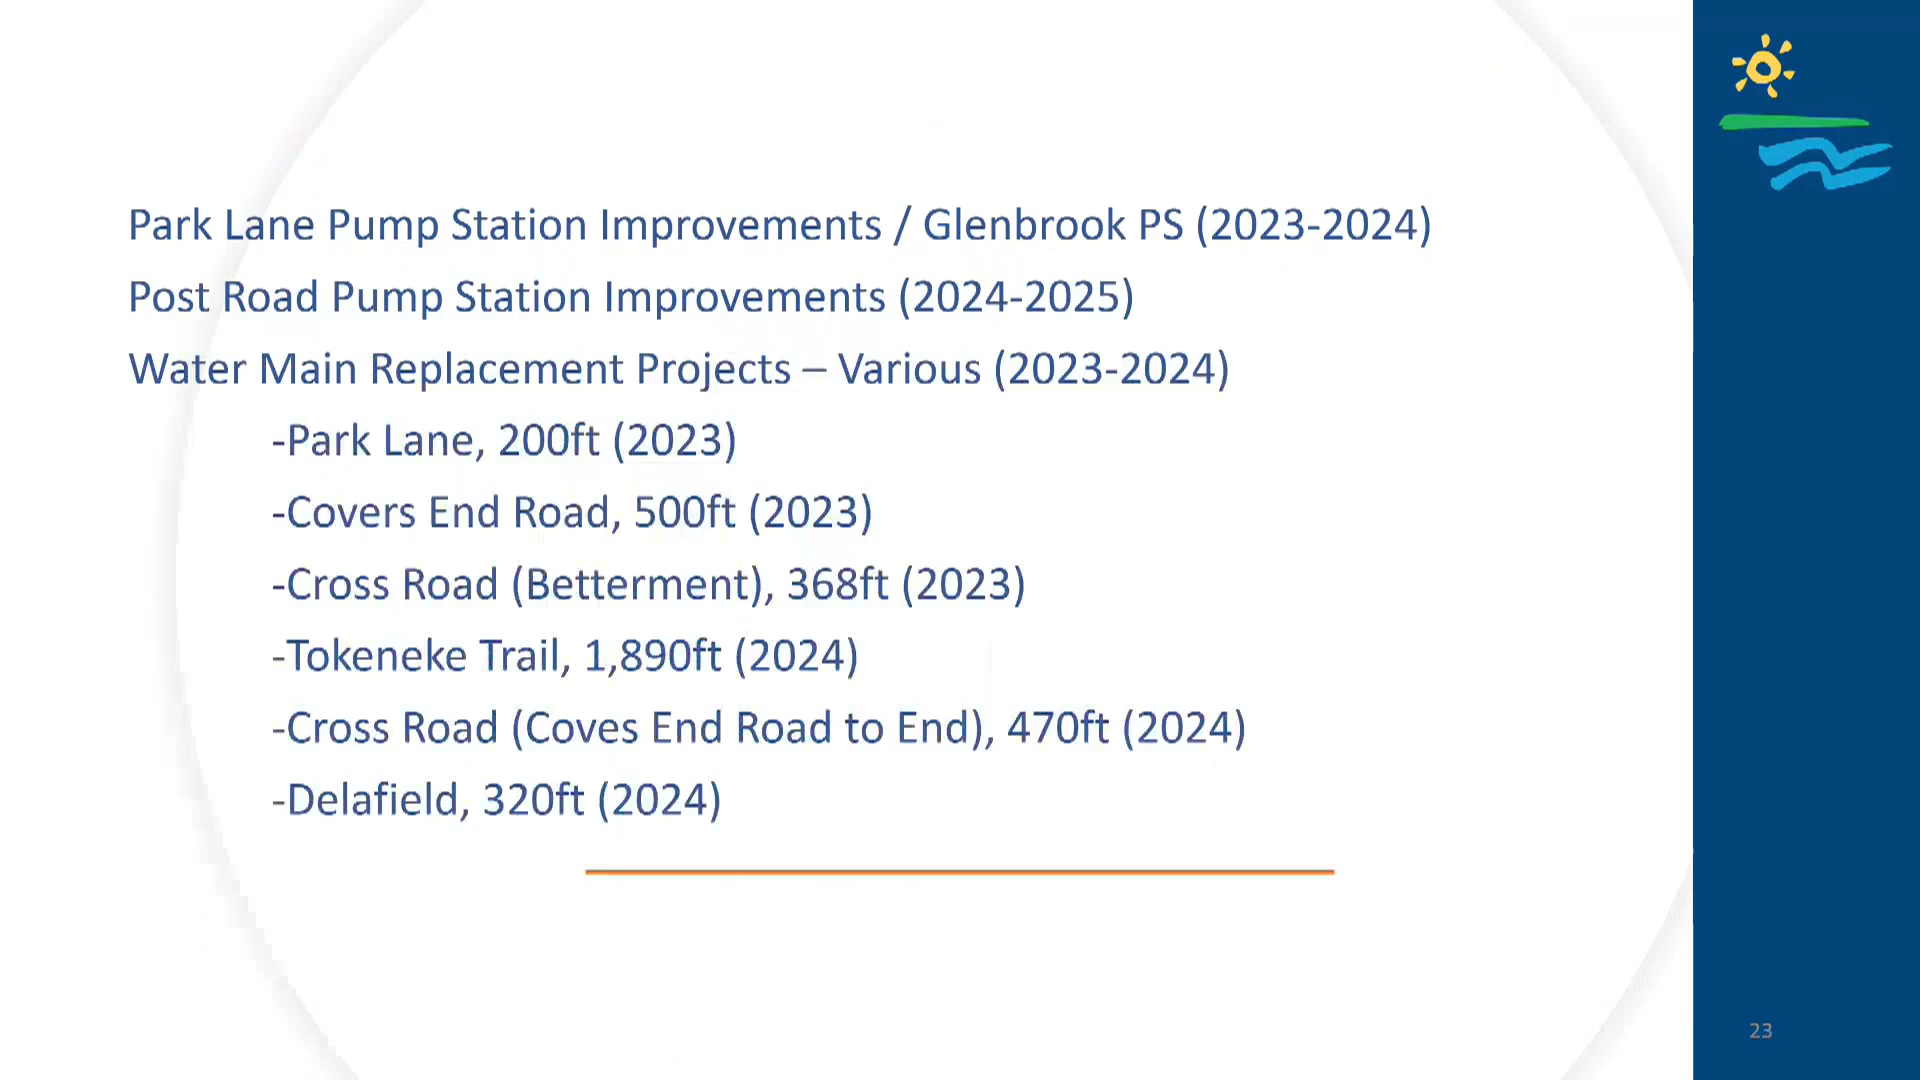 Park Lane Pump Station Improvements / Glenbrook PS (2023-2024)
Post Road Pump Station Improvements (2024-2025)
Water Main Replacement Projects – Various (2023-2024)
-Park Lane, 200ft (2023)
-Covers End Road, 500ft (2023)
-Cross Road (Betterment), 368ft (2023)
-Tokeneke Trail, 1,890ft (2024)
-Cross Road (Coves End Road to End), 470ft (2024)
-Delafield, 320ft (2024)
23